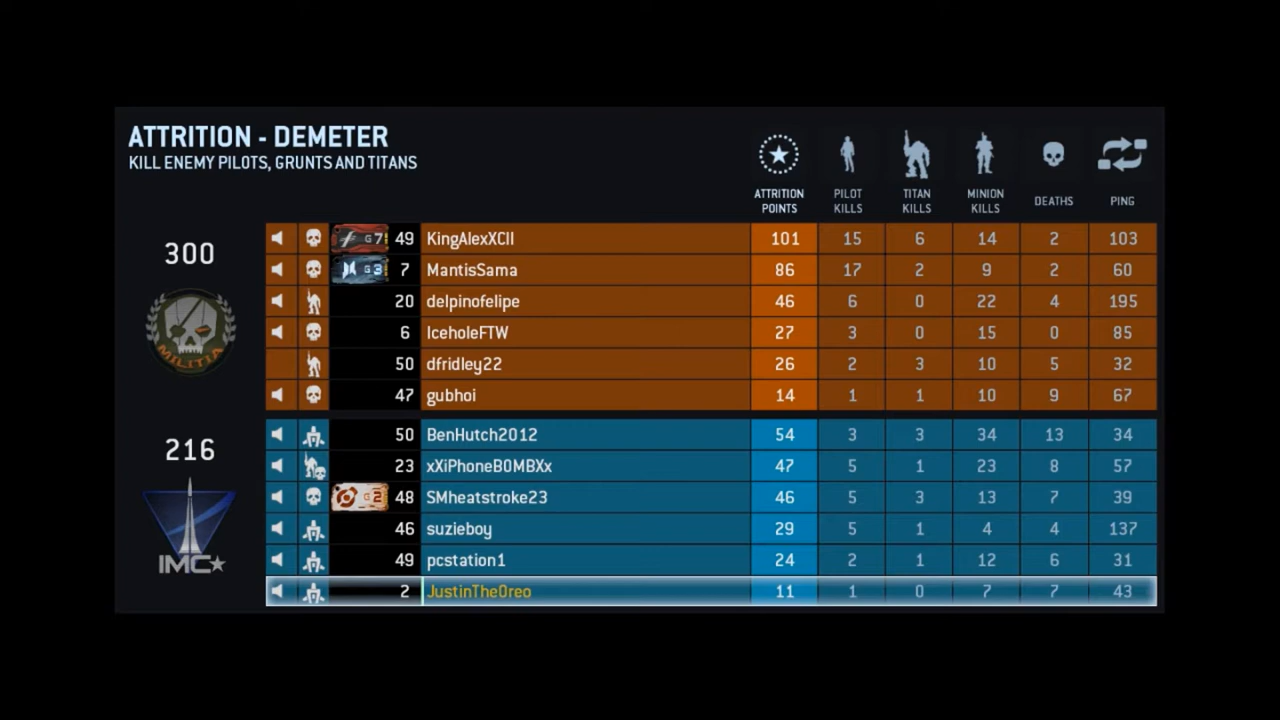 ATTRITION - DEMETER
KILL ENEMY PILOTS, GRUNTS AND TITANS
ATTRITION POINTS PILOT KILLS TITAN KILLS MINION KILLS DEATHS PING
300
MILITIA
G7 49 KingAlexXCII 101 15 6 14 2 103
G3 7 MantisSama 86 17 2 9 2 60
20 delpinofelipe 46 6 0 22 4 195
6 IceholeFTW 27 3 0 15 0 85
50 dfridley22 26 2 3 10 5 32
47 gubhoi 14 1 1 10 9 67
216
IMC
50 BenHutch2012 54 3 3 34 13 34
23 xXiPhoneB0MBXx 47 5 1 23 8 57
G2 48 SMheatstroke23 46 5 3 13 7 39
46 suzieboy 29 5 1 4 4 137
49 pcstation1 24 2 1 12 6 31
2 JustinTheOreo 11 1 0 7 7 43